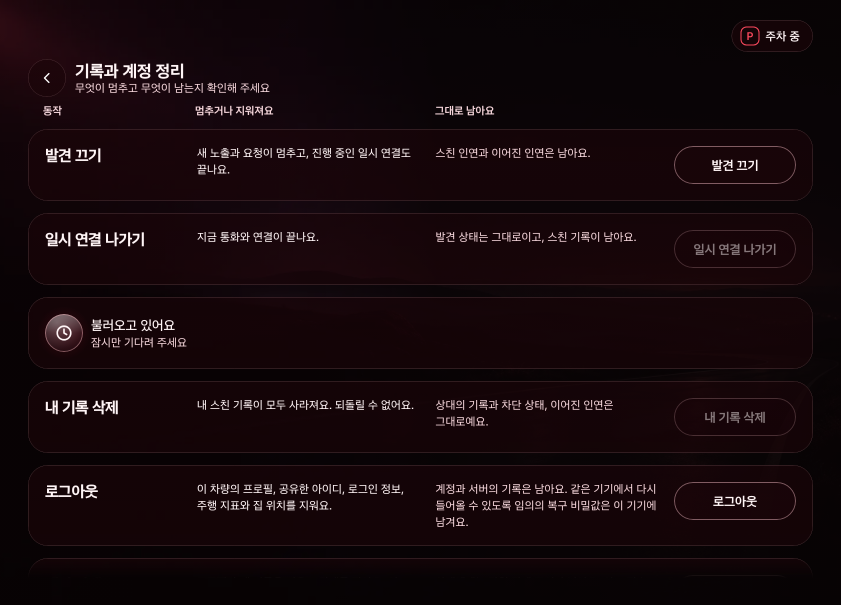 P 주차 중
기록과 계정 정리
무엇이 멈추고 무엇이 남는지 확인해 주세요
동작 멈추거나 지워져요 그대로 남아요
발견 끄기
새 노출과 요청이 멈추고, 진행 중인 일시 연결도
끝나요.
스친 인연과 이어진 인연은 남아요.
발견 끄기
일시 연결 나가기
지금 통화와 연결이 끝나요.
발견 상태는 그대로이고, 스친 기록이 남아요.
일시 연결 나가기
불러오고 있어요
잠시만 기다려 주세요
내 기록 삭제
내 스친 기록이 모두 사라져요. 되돌릴 수 없어요.
상대의 기록과 차단 상태, 이어진 인연은
그대로예요.
내 기록 삭제
로그아웃
이 차량의 프로필, 공유한 아이디, 로그인 정보,
주행 지표와 집 위치를 지워요.
계정과 서버의 기록은 남아요. 같은 기기에서 다시
들어올 수 있도록 임의의 복구 비밀값은 이 기기에
남겨요.
로그아웃